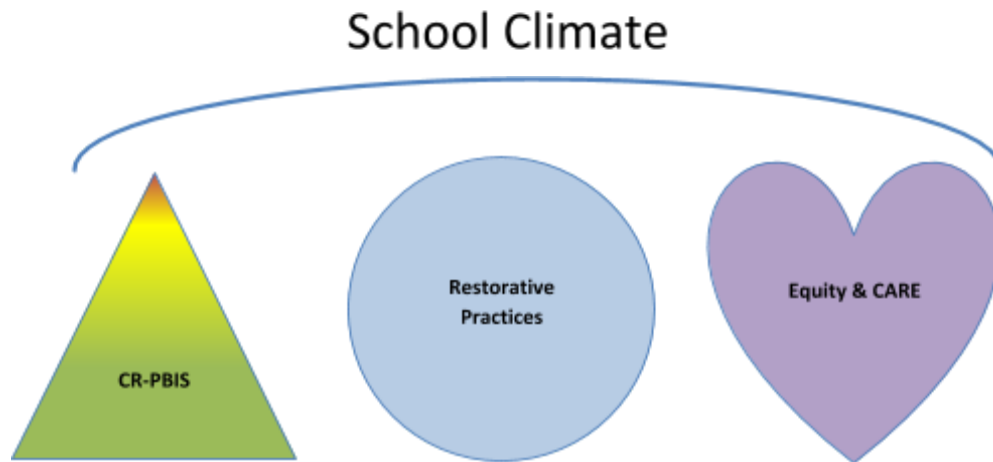 School Climate
CR-PBIS
Restorative
Practices
Equity & CARE